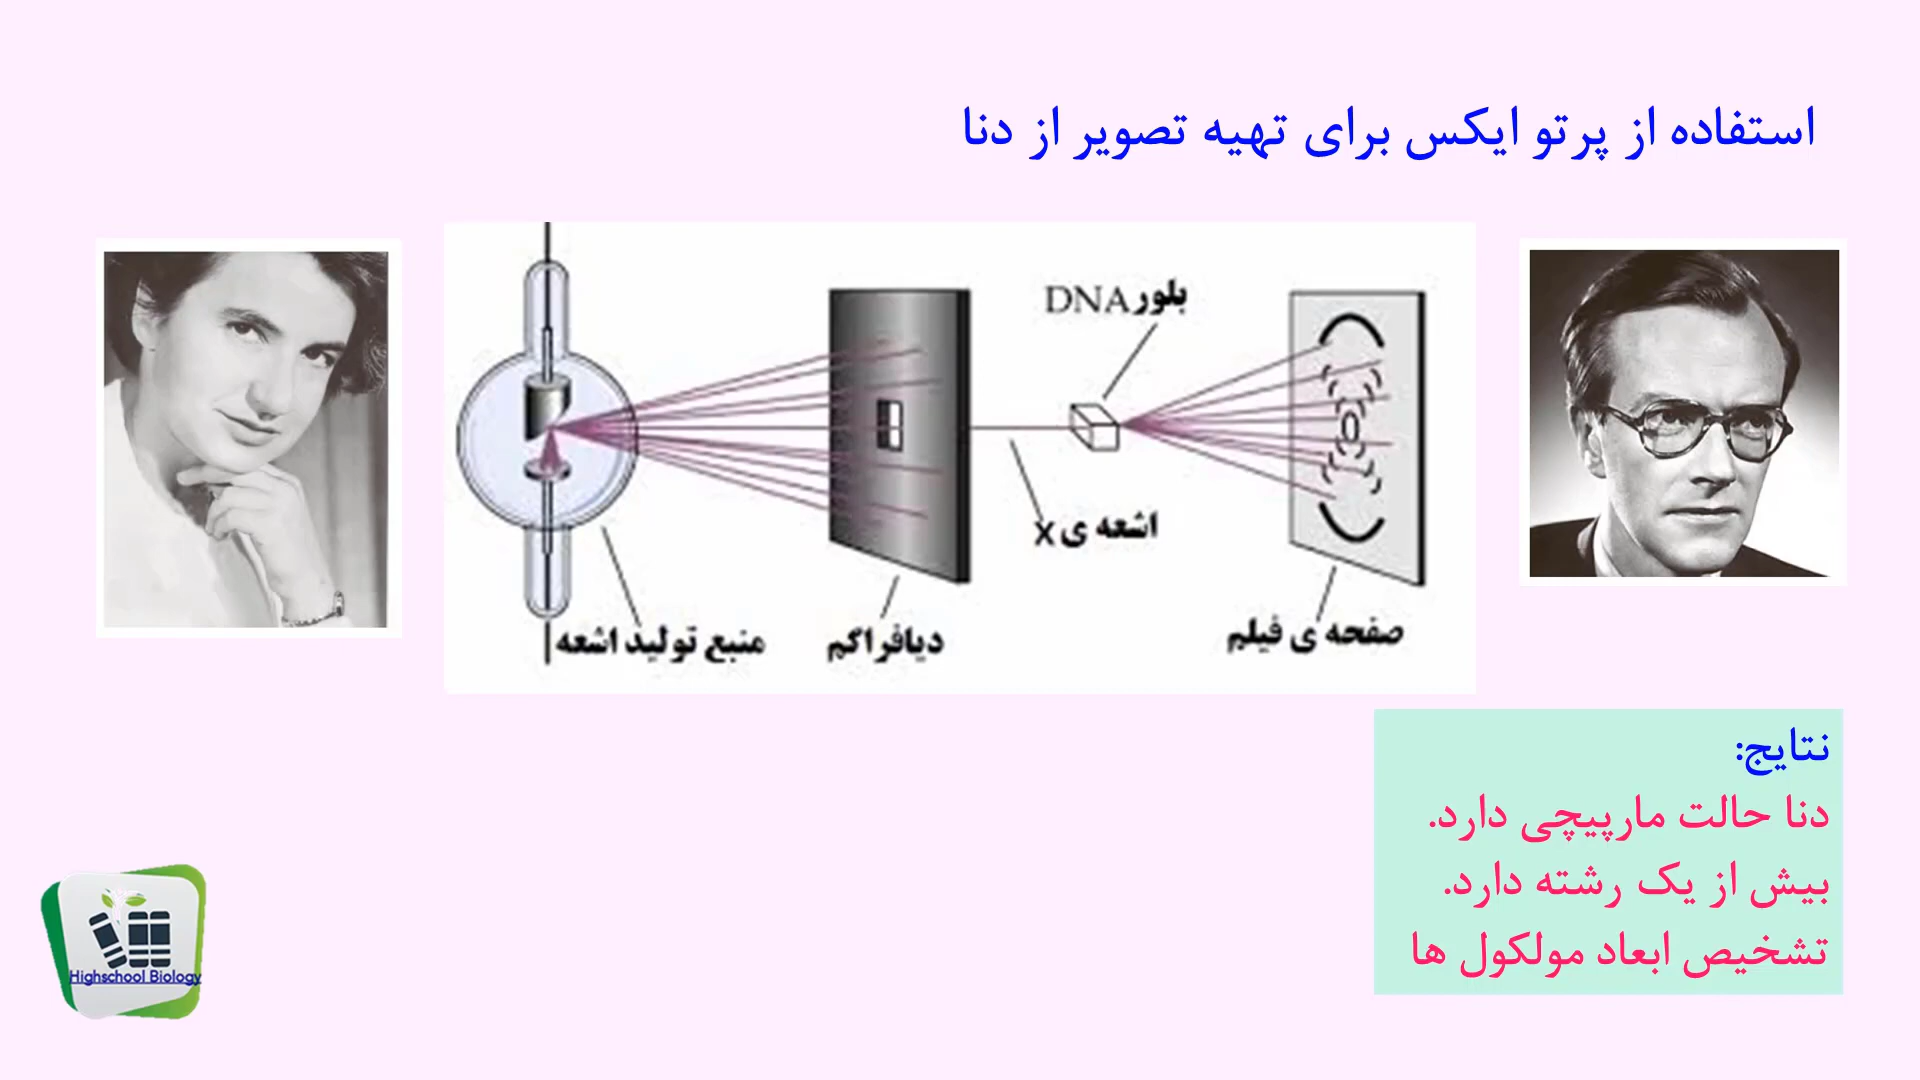 استفاده از پرتو ایکس برای تهیه تصویر از دنا
بلور DNA
اشعه ی X
منبع تولید اشعه
دیافراگم
صفحه ی فیلم
نتایج:
دنا حالت مارپیچی دارد.
بیش از یک رشته دارد.
تشخیص ابعاد مولکول ها
Highschool Biology